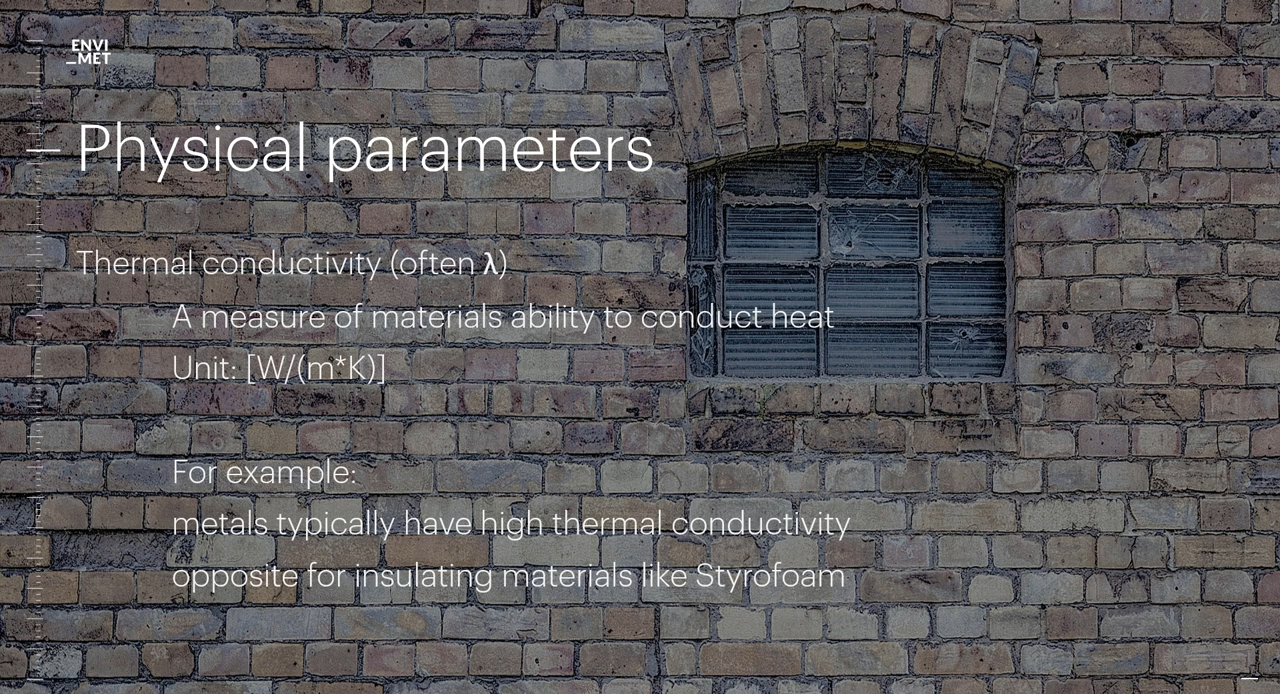 ENVI
_MET
Physical parameters
Thermal conductivity (often λ)
A measure of materials ability to conduct heat
Unit: [W/(m*K)]
For example:
metals typically have high thermal conductivity
opposite for insulating materials like Styrofoam